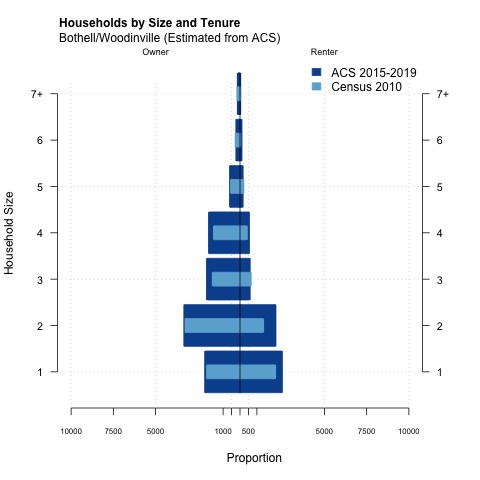 Households by Size and Tenure
Bothell/Woodinville (Estimated from ACS)
Owner
Renter
ACS 2015-2019
Census 2010
7+
7+
6
6
5
5
4
4
3
3
2
2
1
1
Household Size
10000 7500 5000 1000 500 5000 7500 10000
Proportion